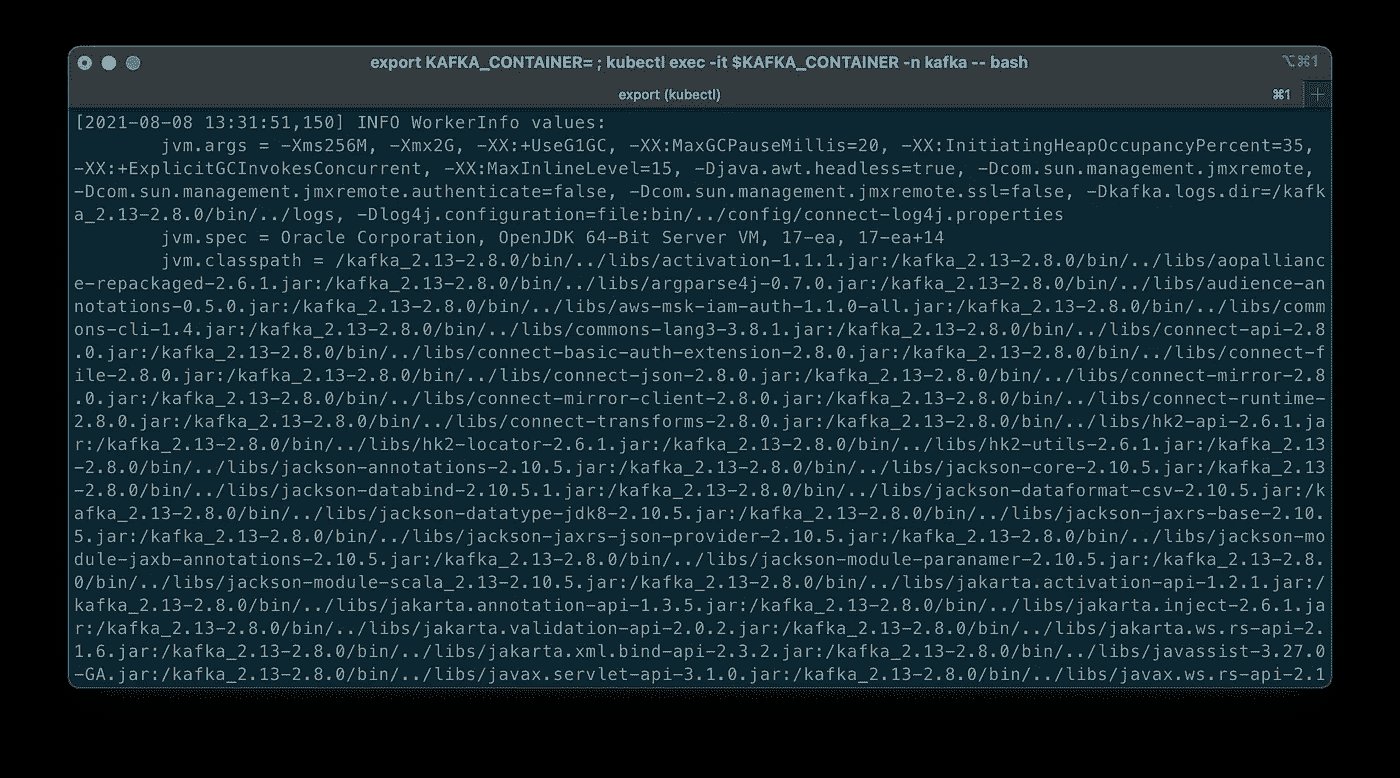 export KAFKA_CONTAINER= ; kubectl exec -it $KAFKA_CONTAINER -n kafka -- bash
⌥⌘1
export (kubectl)
⌘1
+
[2021-08-08 13:31:51,150] INFO WorkerInfo values:
        jvm.args = -Xms256M, -Xmx2G, -XX:+UseG1GC, -XX:MaxGCPauseMillis=20, -XX:InitiatingHeapOccupancyPercent=35,
-XX:+ExplicitGCInvokesConcurrent, -XX:MaxInlineLevel=15, -Djava.awt.headless=true, -Dcom.sun.management.jmxremote,
-Dcom.sun.management.jmxremote.authenticate=false, -Dcom.sun.management.jmxremote.ssl=false, -Dkafka.logs.dir=/kafk
a_2.13-2.8.0/bin/../logs, -Dlog4j.configuration=file:bin/../config/connect-log4j.properties
        jvm.spec = Oracle Corporation, OpenJDK 64-Bit Server VM, 17-ea, 17-ea+14
        jvm.classpath = /kafka_2.13-2.8.0/bin/../libs/activation-1.1.1.jar:/kafka_2.13-2.8.0/bin/../libs/aopallianc
e-repackaged-2.6.1.jar:/kafka_2.13-2.8.0/bin/../libs/argparse4j-0.7.0.jar:/kafka_2.13-2.8.0/bin/../libs/audience-an
notations-0.5.0.jar:/kafka_2.13-2.8.0/bin/../libs/aws-msk-iam-auth-1.1.0-all.jar:/kafka_2.13-2.8.0/bin/../libs/comm
ons-cli-1.4.jar:/kafka_2.13-2.8.0/bin/../libs/commons-lang3-3.8.1.jar:/kafka_2.13-2.8.0/bin/../libs/connect-api-2.8
.0.jar:/kafka_2.13-2.8.0/bin/../libs/connect-basic-auth-extension-2.8.0.jar:/kafka_2.13-2.8.0/bin/../libs/connect-f
ile-2.8.0.jar:/kafka_2.13-2.8.0/bin/../libs/connect-json-2.8.0.jar:/kafka_2.13-2.8.0/bin/../libs/connect-mirror-2.8
.0.jar:/kafka_2.13-2.8.0/bin/../libs/connect-mirror-client-2.8.0.jar:/kafka_2.13-2.8.0/bin/../libs/connect-runtime-
2.8.0.jar:/kafka_2.13-2.8.0/bin/../libs/connect-transforms-2.8.0.jar:/kafka_2.13-2.8.0/bin/../libs/hk2-api-2.6.1.ja
r:/kafka_2.13-2.8.0/bin/../libs/hk2-locator-2.6.1.jar:/kafka_2.13-2.8.0/bin/../libs/hk2-utils-2.6.1.jar:/kafka_2.13
-2.8.0/bin/../libs/jackson-annotations-2.10.5.jar:/kafka_2.13-2.8.0/bin/../libs/jackson-core-2.10.5.jar:/kafka_2.13
-2.8.0/bin/../libs/jackson-databind-2.10.5.1.jar:/kafka_2.13-2.8.0/bin/../libs/jackson-dataformat-csv-2.10.5.jar:/k
afka_2.13-2.8.0/bin/../libs/jackson-datatype-jdk8-2.10.5.jar:/kafka_2.13-2.8.0/bin/../libs/jackson-jaxrs-base-2.10.
5.jar:/kafka_2.13-2.8.0/bin/../libs/jackson-jaxrs-json-provider-2.10.5.jar:/kafka_2.13-2.8.0/bin/../libs/jackson-mo
dule-jaxb-annotations-2.10.5.jar:/kafka_2.13-2.8.0/bin/../libs/jackson-module-paranamer-2.10.5.jar:/kafka_2.13-2.8.
0/bin/../libs/jackson-module-scala_2.13-2.10.5.jar:/kafka_2.13-2.8.0/bin/../libs/jakarta.activation-api-1.2.1.jar:/
kafka_2.13-2.8.0/bin/../libs/jakarta.annotation-api-1.3.5.jar:/kafka_2.13-2.8.0/bin/../libs/jakarta.inject-2.6.1.ja
r:/kafka_2.13-2.8.0/bin/../libs/jakarta.validation-api-2.0.2.jar:/kafka_2.13-2.8.0/bin/../libs/jakarta.ws.rs-api-2.
1.6.jar:/kafka_2.13-2.8.0/bin/../libs/jakarta.xml.bind-api-2.3.2.jar:/kafka_2.13-2.8.0/bin/../libs/javassist-3.27.0
-GA.jar:/kafka_2.13-2.8.0/bin/../libs/javax.servlet-api-3.1.0.jar:/kafka_2.13-2.8.0/bin/../libs/javax.ws.rs-api-2.1